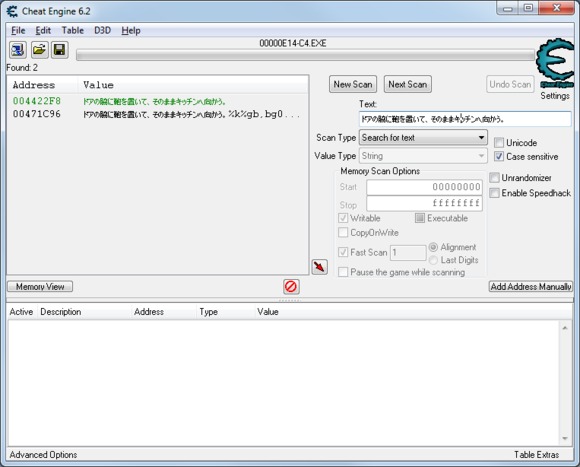 Cheat Engine 6.2
File Edit Table D3D Help
00000E14-C4.EXE
Found: 2
Address Value
004422F8 ドアの脇に鞄を置いて、そのままキッチンへ向かう。
00471C96 ドアの脇に鞄を置いて、そのままキッチンへ向かう。%k%gb,bg0...
New Scan Next Scan Undo Scan
Cheat Engine
Settings
Text:
ドアの脇に鞄を置いて、そのままキッチンへ向かう。
Scan Type Search for text
Unicode
Value Type String
Case sensitive
Memory Scan Options
Unrandomizer
Start 00000000
Enable Speedhack
Stop ffffffff
Writable Executable
CopyOnWrite
Fast Scan 1 Alignment
Last Digits
Pause the game while scanning
Memory View
Add Address Manually
Active Description Address Type Value
Advanced Options Table Extras